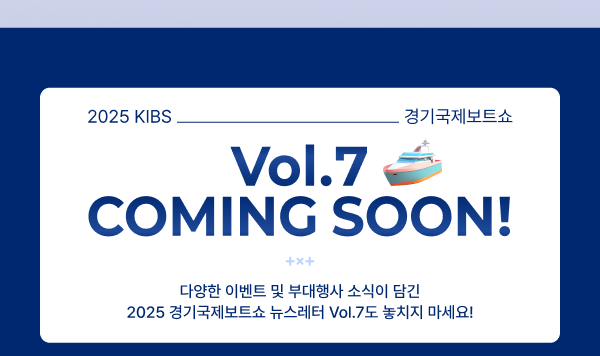 2025 KIBS 경기국제보트쇼
Vol.7
COMING SOON!
다양한 이벤트 및 부대행사 소식이 담긴
2025 경기국제보트쇼 뉴스레터 Vol.7도 놓치지 마세요!